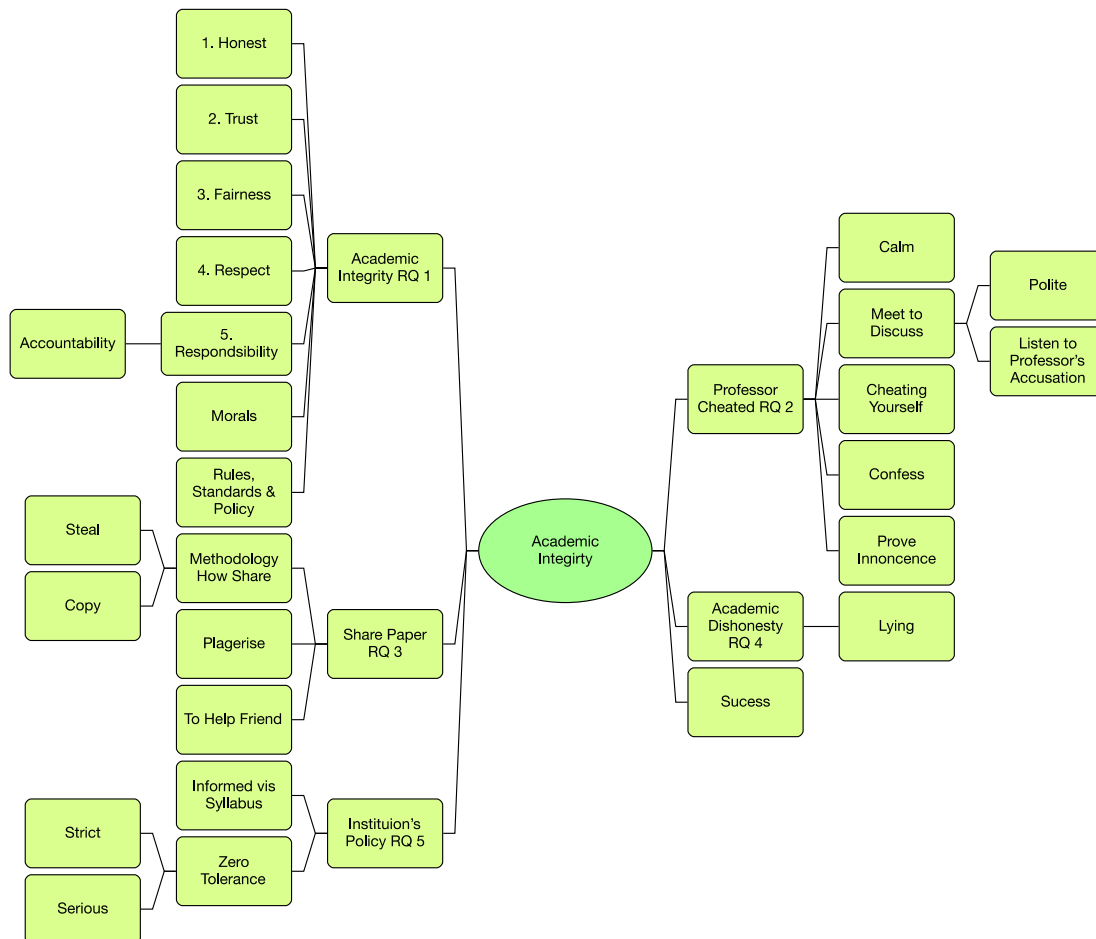 1. Honest
2. Trust
3. Fairness
4. Respect
5.
Respondsibility
Accountability
Morals
Rules,
Standards &
Policy
Academic
Integrity RQ 1
Steal
Copy
Methodology
How Share
Plagerise
To Help Friend
Share Paper
RQ 3
Informed vis
Syllabus
Strict
Serious
Zero
Tolerance
Instituion's
Policy RQ 5
Academic
Integirty
Professor
Cheated RQ 2
Calm
Meet to
Discuss
Polite
Listen to
Professor's
Accusation
Cheating
Yourself
Confess
Prove
Innoncence
Academic
Dishonesty
RQ 4
Lying
Sucess